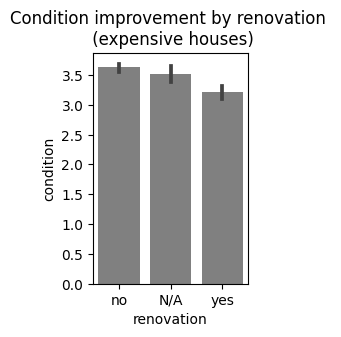 Condition improvement by renovation
(expensive houses)
3.5
3.0
2.5
2.0
1.5
1.0
0.5
0.0
condition
no N/A yes
renovation